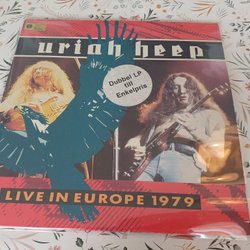 uriah heep
Dubbel LP
till
Enkelpris
LIVE IN EUROPE 1979